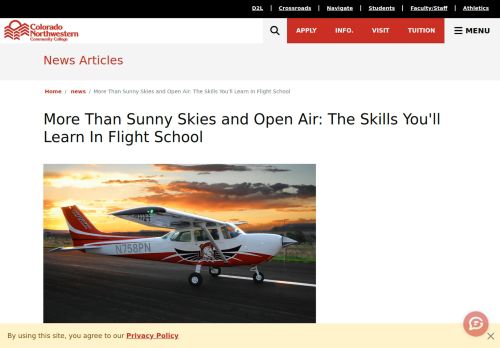 D2L | Crossroads | Navigate | Students | Faculty/Staff | Athletics
Colorado
Northwestern
Community College
APPLY INFO. VISIT TUITION MENU
News Articles
Home / news / More Than Sunny Skies and Open Air: The Skills You'll Learn In Flight School
More Than Sunny Skies and Open Air: The Skills You'll
Learn In Flight School
N758PN
By using this site, you agree to our Privacy Policy